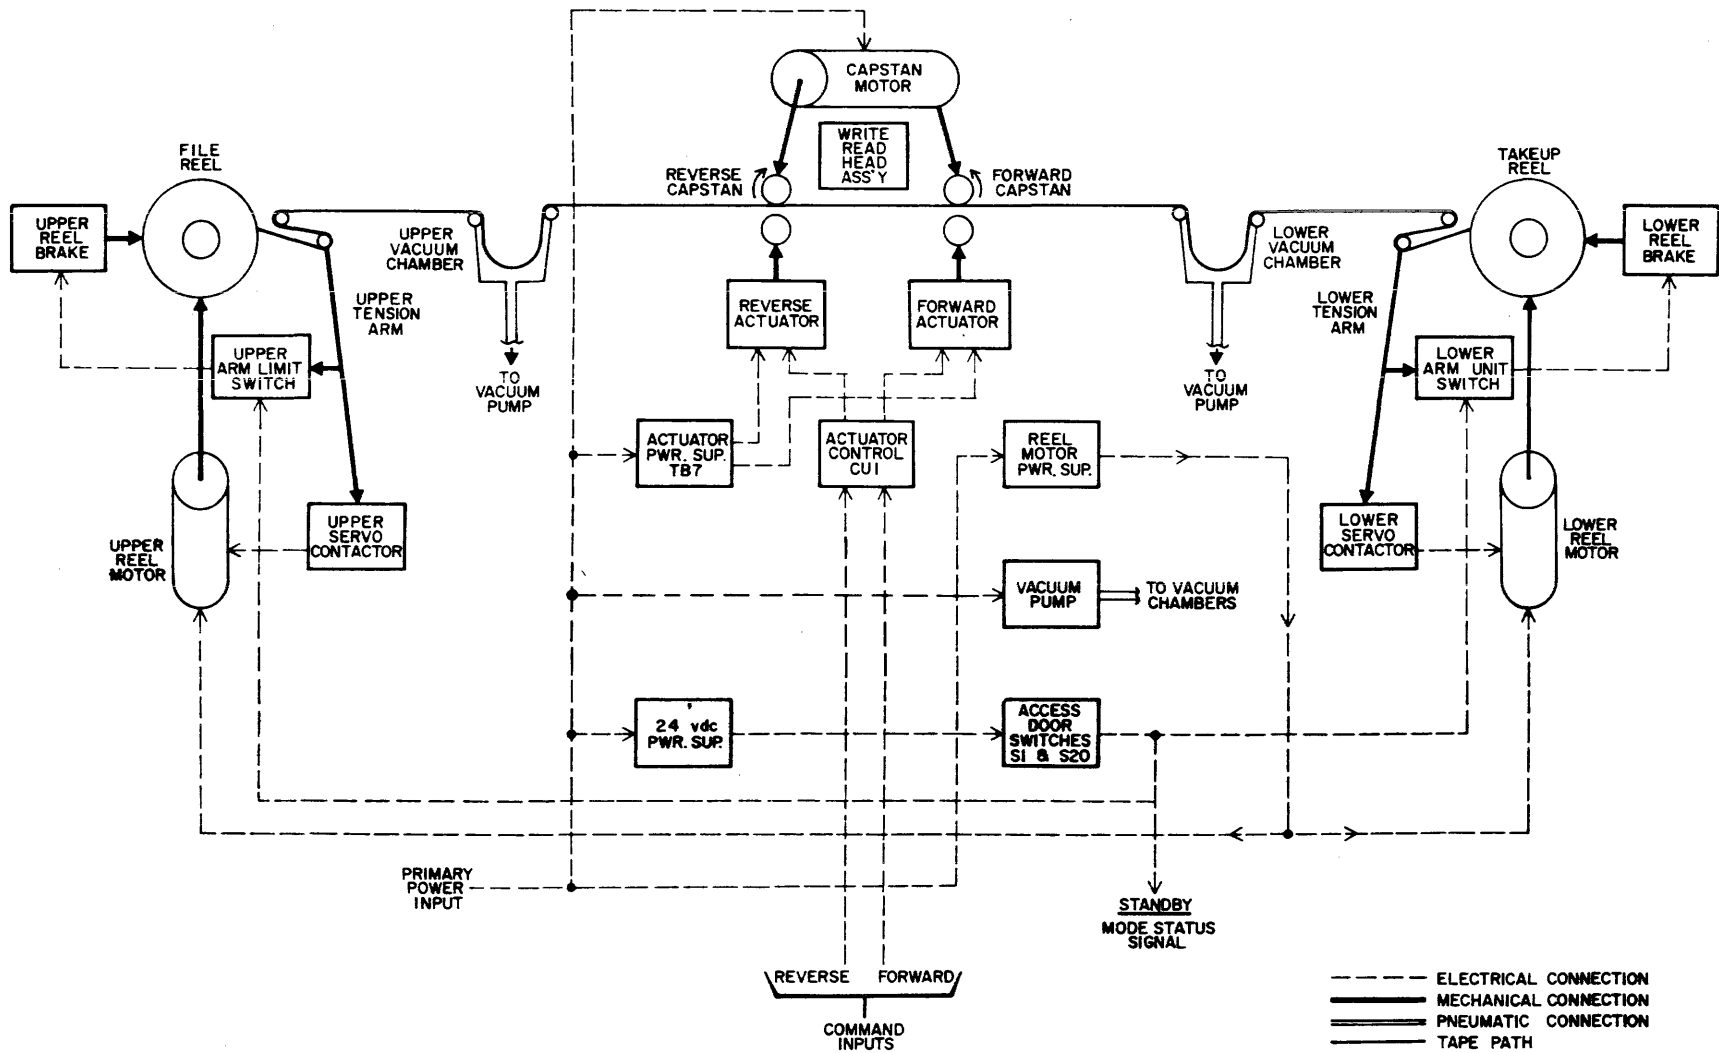 CAPSTAN
MOTOR
WRITE
READ
HEAD
ASS'Y
FILE
REEL
TAKEUP
REEL
REVERSE
CAPSTAN
FORWARD
CAPSTAN
UPPER
REEL
BRAKE
UPPER
VACUUM
CHAMBER
LOWER
VACUUM
CHAMBER
LOWER
REEL
BRAKE
UPPER
TENSION
ARM
REVERSE
ACTUATOR
FORWARD
ACTUATOR
LOWER
TENSION
ARM
UPPER
ARM LIMIT
SWITCH
TO
VACUUM
PUMP
TO
VACUUM
PUMP
LOWER
ARM UNIT
SWITCH
ACTUATOR
PWR. SUP.
TB7
ACTUATOR
CONTROL
CU1
REEL
MOTOR
PWR. SUP.
UPPER
REEL
MOTOR
UPPER
SERVO
CONTACTOR
LOWER
SERVO
CONTACTOR
LOWER
REEL
MOTOR
VACUUM
PUMP
TO VACUUM
CHAMBERS
24 vdc
PWR. SUP.
ACCESS
DOOR
SWITCHES
S1 & S20
PRIMARY
POWER
INPUT
STANDBY
MODE STATUS
SIGNAL
REVERSE FORWARD
COMMAND
INPUTS
ELECTRICAL CONNECTION
MECHANICAL CONNECTION
PNEUMATIC CONNECTION
TAPE PATH